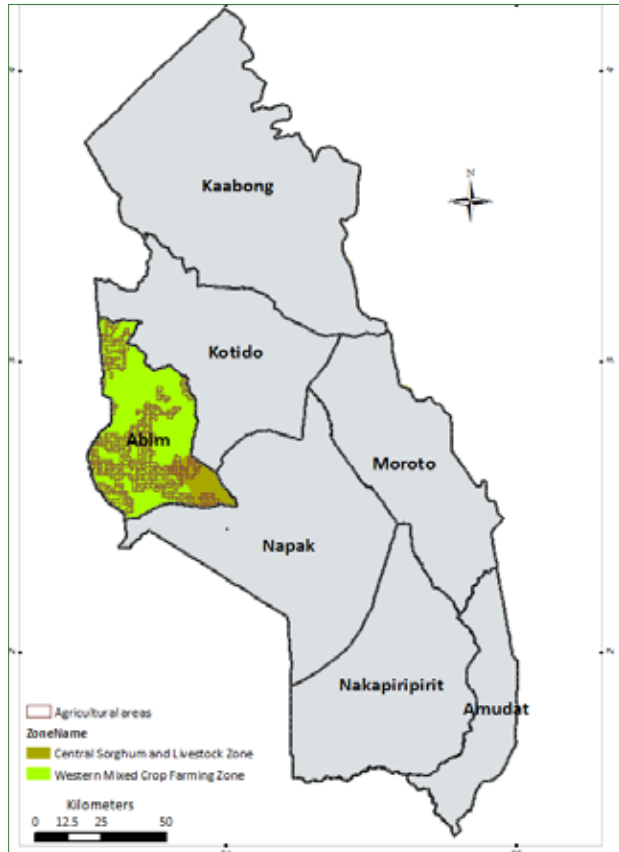 N
Kaabong
Kotido
Abim
Moroto
Napak
Nakapiripirit
Amudat
Agricultural areas
ZoneName
Central Sorghum and Livestock Zone
Western Mixed Crop Farming Zone
Kilometers
0 12.5 25 50